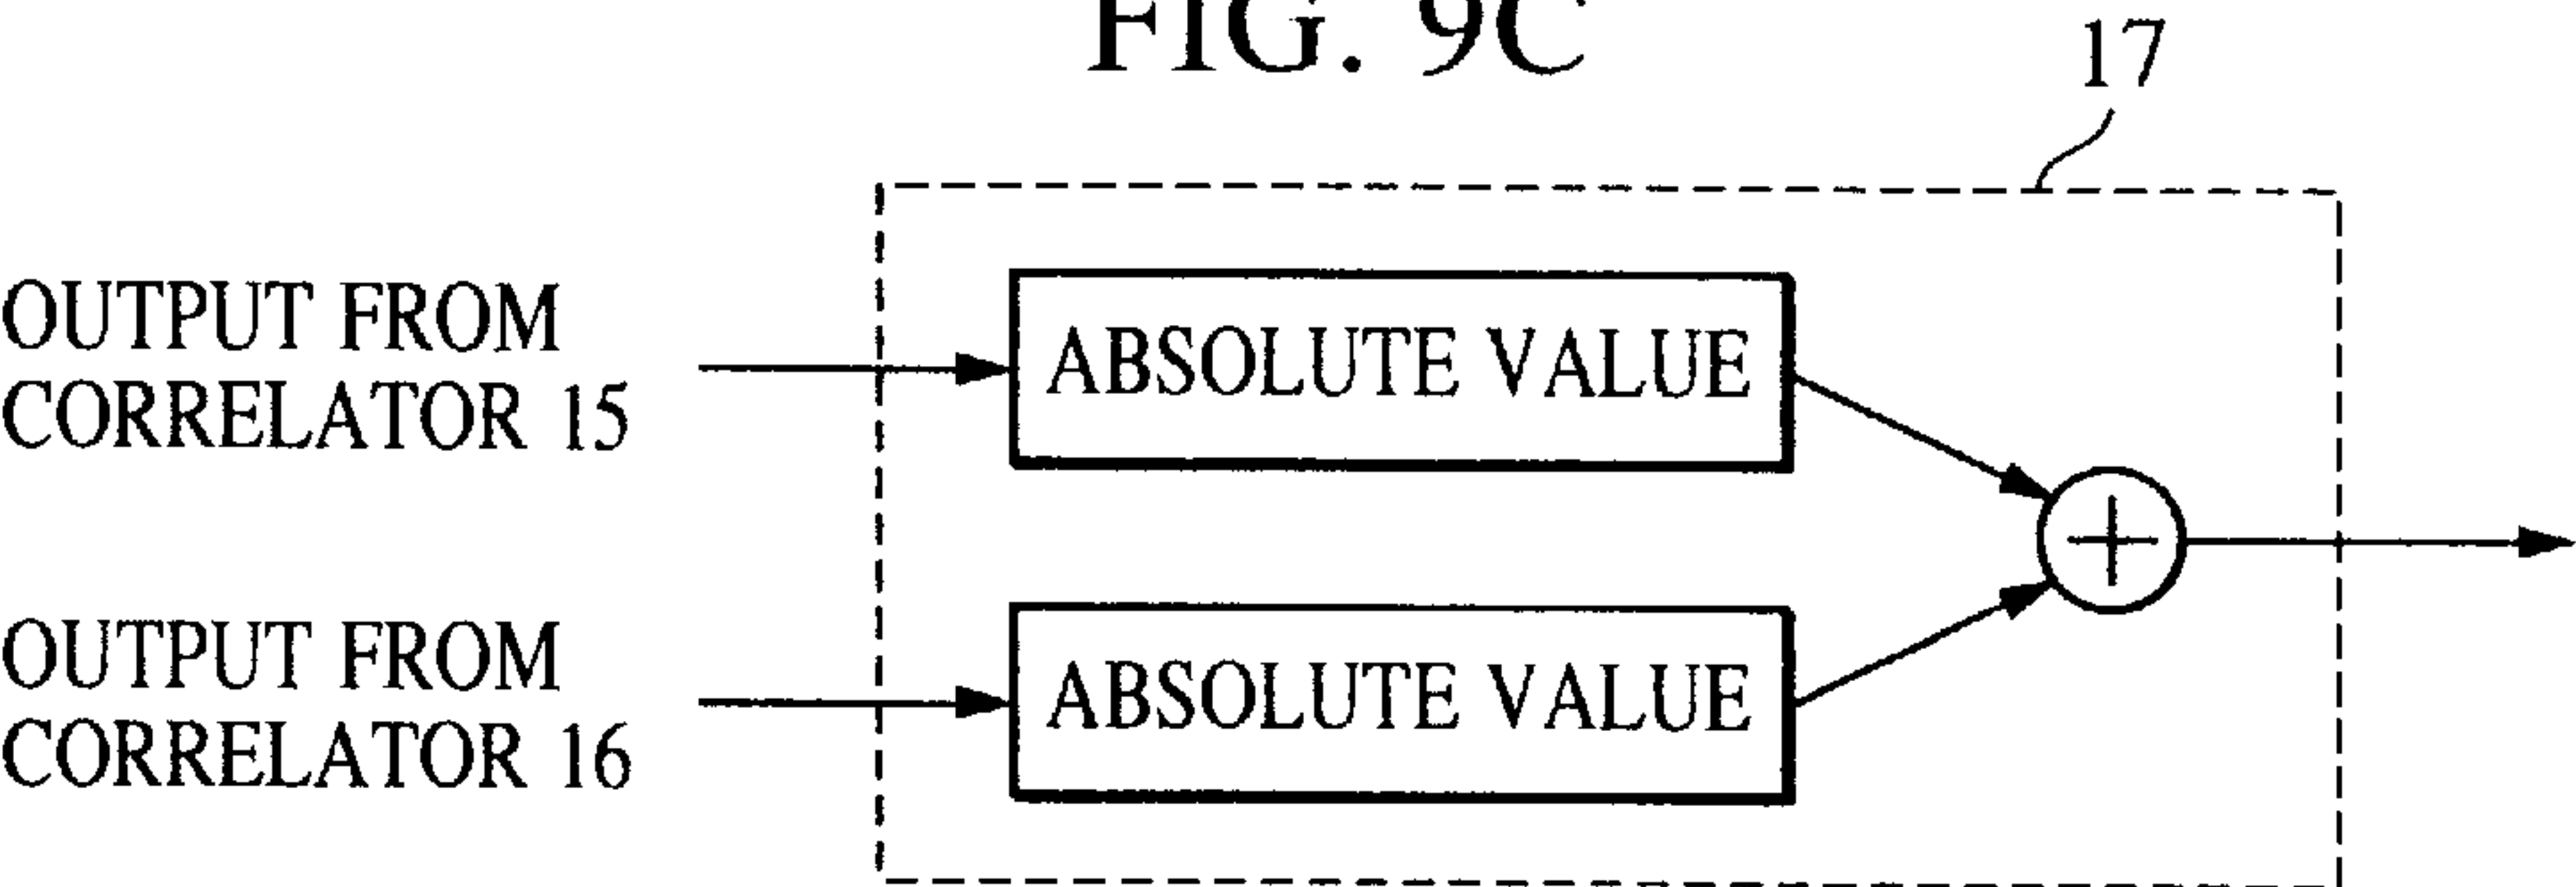 FIG. 9C
17
OUTPUT FROM
CORRELATOR 15
ABSOLUTE VALUE
OUTPUT FROM
CORRELATOR 16
ABSOLUTE VALUE